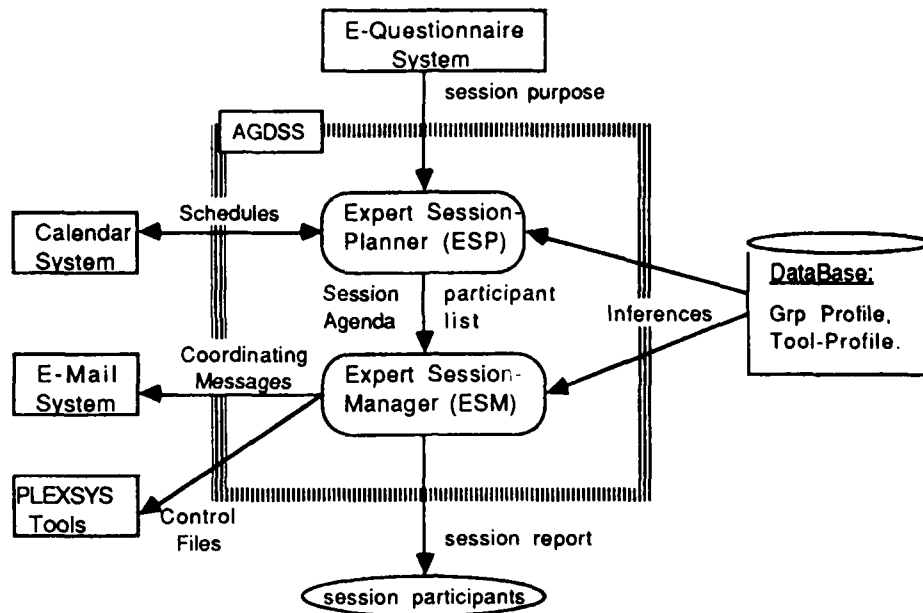 E-Questionnaire
System
session purpose
AGDSS
Schedules
Expert Session-
Planner (ESP)
Calendar
System
DataBase:
Grp Profile,
Tool-Profile.
Session
Agenda
participant
list
Inferences
Coordinating
Messages
E-Mail
System
Expert Session-
Manager (ESM)
PLEXSYS
Tools
Control
Files
session report
session participants